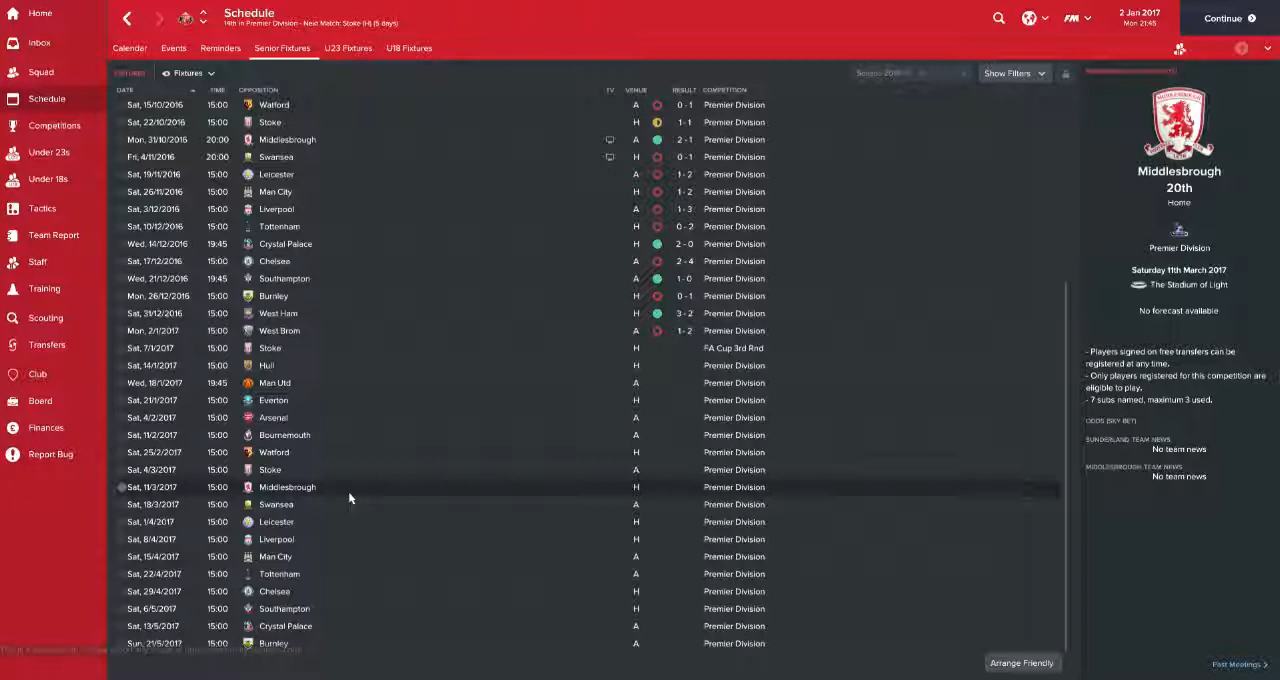 Home
Inbox
Squad
Schedule
Competitions
Under 23s
Under 18s
Tactics
Team Report
Staff
Training
Scouting
Transfers
Club
Board
Finances
Report Bug
Schedule
14th in Premier Division - Next Match: Stoke (H) (5 days)
FM
2 Jan 2017
Mon 21:45
Continue
Calendar Events Reminders Senior Fixtures U23 Fixtures U18 Fixtures
FIXTURES Fixtures
Show Filters
DATE TIME OPPOSITION TV VENUE RESULT COMPETITION
Sat, 15/10/2016 15:00 Watford A 0 - 1 Premier Division
Sat, 22/10/2016 15:00 Stoke H 1 - 1 Premier Division
Mon, 31/10/2016 20:00 Middlesbrough A 2 - 1 Premier Division
Fri, 4/11/2016 20:00 Swansea H 0 - 1 Premier Division
Sat, 19/11/2016 15:00 Leicester A 1 - 2 Premier Division
Sat, 26/11/2016 15:00 Man City H 1 - 2 Premier Division
Sat, 3/12/2016 15:00 Liverpool A 1 - 3 Premier Division
Sat, 10/12/2016 15:00 Tottenham H 0 - 2 Premier Division
Wed, 14/12/2016 19:45 Crystal Palace H 2 - 0 Premier Division
Sat, 17/12/2016 15:00 Chelsea A 2 - 4 Premier Division
Wed, 21/12/2016 19:45 Southampton A 1 - 0 Premier Division
Mon, 26/12/2016 15:00 Burnley H 0 - 1 Premier Division
Sat, 31/12/2016 15:00 West Ham H 3 - 2 Premier Division
Mon, 2/1/2017 15:00 West Brom A 1 - 2 Premier Division
Sat, 7/1/2017 15:00 Stoke H FA Cup 3rd Rnd
Sat, 14/1/2017 15:00 Hull H Premier Division
Wed, 18/1/2017 19:45 Man Utd A Premier Division
Sat, 21/1/2017 15:00 Everton H Premier Division
Sat, 4/2/2017 15:00 Arsenal A Premier Division
Sat, 11/2/2017 15:00 Bournemouth A Premier Division
Sat, 25/2/2017 15:00 Watford H Premier Division
Sat, 4/3/2017 15:00 Stoke A Premier Division
Sat, 11/3/2017 15:00 Middlesbrough H Premier Division
Sat, 18/3/2017 15:00 Swansea A Premier Division
Sat, 1/4/2017 15:00 Leicester H Premier Division
Sat, 8/4/2017 15:00 Liverpool H Premier Division
Sat, 15/4/2017 15:00 Man City A Premier Division
Sat, 22/4/2017 15:00 Tottenham A Premier Division
Sat, 29/4/2017 15:00 Chelsea H Premier Division
Sat, 6/5/2017 15:00 Southampton H Premier Division
Sat, 13/5/2017 15:00 Crystal Palace A Premier Division
Sun, 21/5/2017 15:00 Burnley A Premier Division
Arrange Friendly
MIDDLESBROUGH
Middlesbrough
20th
Home
Premier Division
Saturday 11th March 2017
The Stadium of Light
No forecast available
- Players signed on free transfers can be
registered at any time.
- Only players registered for this competition are
eligible to play.
- 7 subs named, maximum 3 used.
ODDS (SKY BET)
SUNDERLAND TEAM NEWS
No team news
MIDDLESBROUGH TEAM NEWS
No team news
Past Meetings